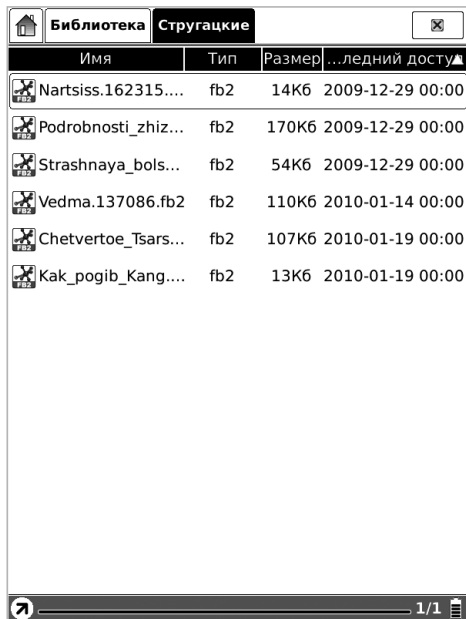 Библиотека Стругацкие
Имя Тип Размер ...ледний доступ
FB2 Nartsiss.162315.... fb2 14Кб 2009-12-29 00:00
FB2 Podrobnosti_zhiz... fb2 170Кб 2009-12-29 00:00
FB2 Strashnaya_bols... fb2 54Кб 2009-12-29 00:00
FB2 Vedma.137086.fb2 fb2 110Кб 2010-01-14 00:00
FB2 Chetvertoe_Tsars... fb2 107Кб 2010-01-19 00:00
FB2 Kak_pogib_Kang.... fb2 13Кб 2010-01-19 00:00
1/1